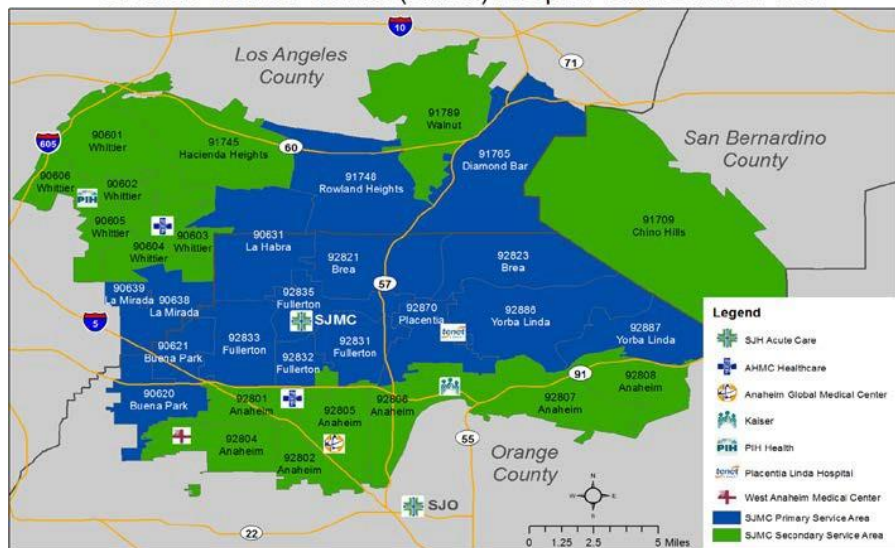 10
Los Angeles
County
71
91789
Walnut
605
90601
Whittier
91745
Hacienda Heights
60
San Bernardino
County
91765
Diamond Bar
91748
Rowland Heights
90606
Whittier
90602
Whittier
PIH
90605
Whittier
90603
Whittier
90604
Whittier
90631
La Habra
91709
Chino Hills
92821
Brea
92823
Brea
57
90639
La Mirada
90638
La Mirada
92835
Fullerton
SJMC
92870
Placentia
tenet
92886
Yorba Linda
92887
Yorba Linda
5
90621
Buena Park
92833
Fullerton
92832
Fullerton
92831
Fullerton
90620
Buena Park
92801
Anaheim
92805
Anaheim
92806
Anaheim
91
92807
Anaheim
92808
Anaheim
92804
Anaheim
92802
Anaheim
55
Orange
County
SJO
22
N
W
E
S
0 1.25 2.5 5 Miles
Legend
SJH Acute Care
AHMC Healthcare
Anaheim Global Medical Center
Kaiser
PIH
PIH Health
tenet
Placentia Linda Hospital
West Anaheim Medical Center
SJMC Primary Service Area
SJMC Secondary Service Area